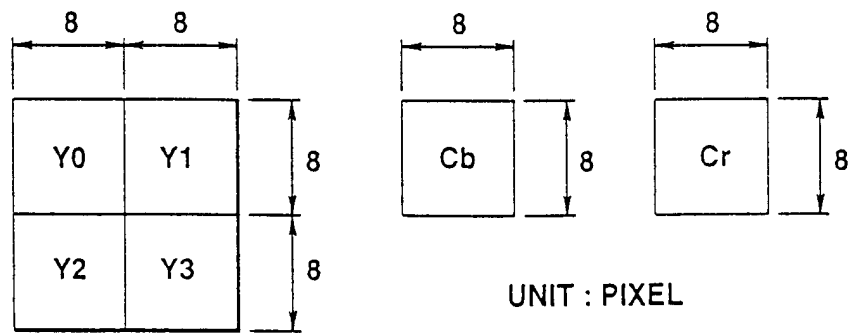 8 8 8 8
Y0 Y1 8 Cb 8 Cr 8
Y2 Y3 8
UNIT : PIXEL